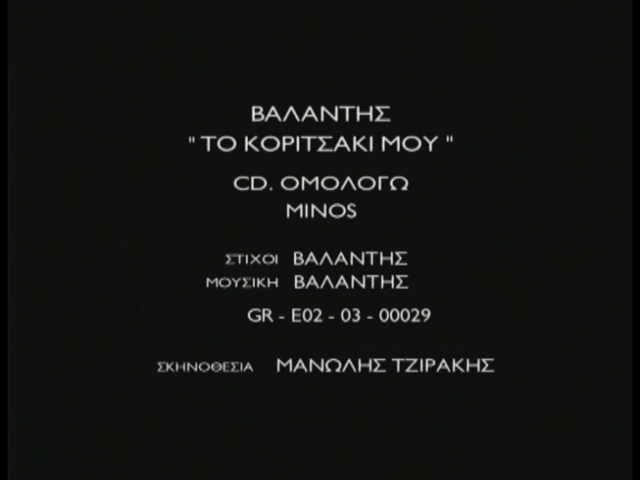 ΒΑΛΑΝΤΗΣ
" ΤΟ ΚΟΡΙΤΣΑΚΙ ΜΟΥ "
CD. ΟΜΟΛΟΓΩ
MINOS
ΣΤΙΧΟΙ ΒΑΛΑΝΤΗΣ
ΜΟΥΣΙΚΗ ΒΑΛΑΝΤΗΣ
GR - E02 - 03 - 00029
ΣΚΗΝΟΘΕΣΙΑ ΜΑΝΩΛΗΣ ΤΖΙΡΑΚΗΣ